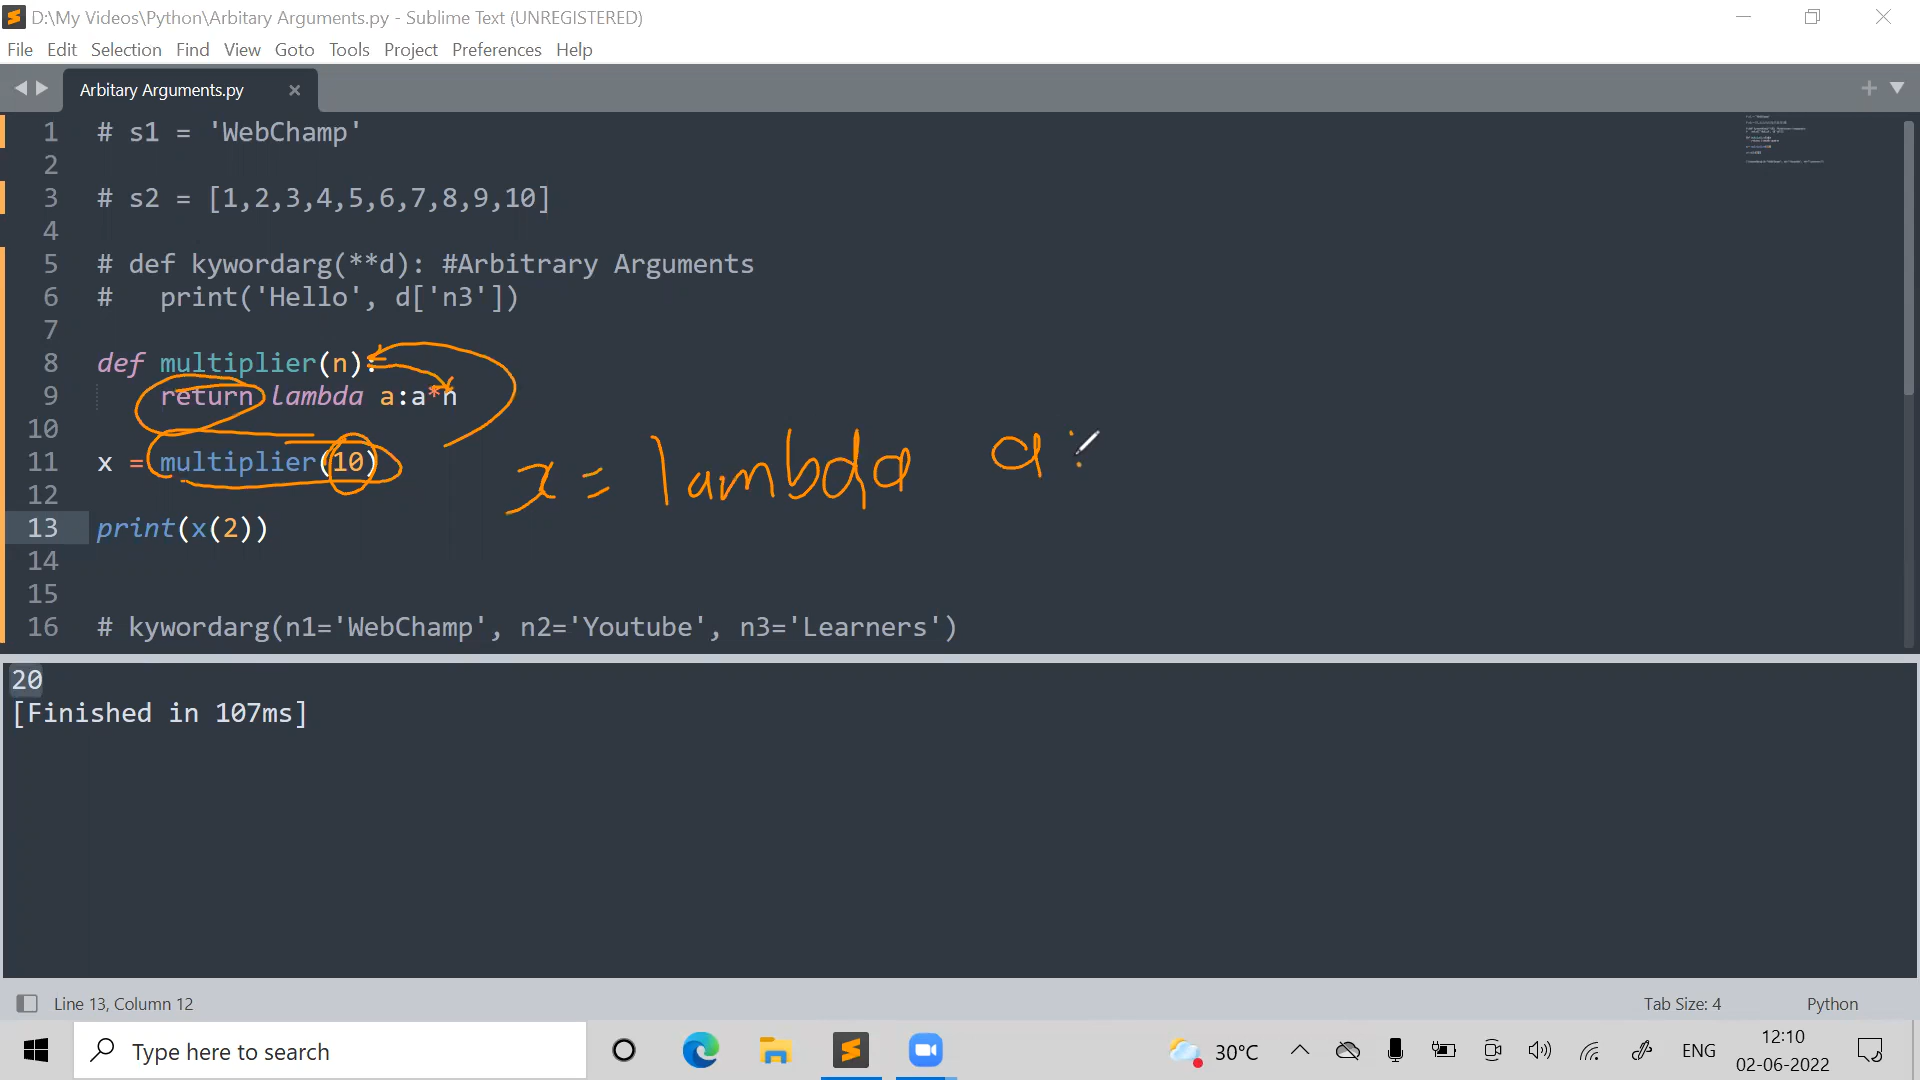 D:\My Videos\Python\Arbitary Arguments.py - Sublime Text (UNREGISTERED)
File Edit Selection Find View Goto Tools Project Preferences Help
Arbitary Arguments.py
1 # s1 = 'WebChamp'
2
3 # s2 = [1,2,3,4,5,6,7,8,9,10]
4
5 # def kywordarg(**d): #Arbitrary Arguments
6 #   print('Hello', d['n3'])
7
8 def multiplier(n):
9     return lambda a:a*n
10
11 x = multiplier(10)
x = lambda a :
12
13 print(x(2))
14
15
16 # kywordarg(n1='WebChamp', n2='Youtube', n3='Learners')
20
[Finished in 107ms]
Line 13, Column 12 Tab Size: 4 Python
Type here to search 30°C ENG 12:10
02-06-2022